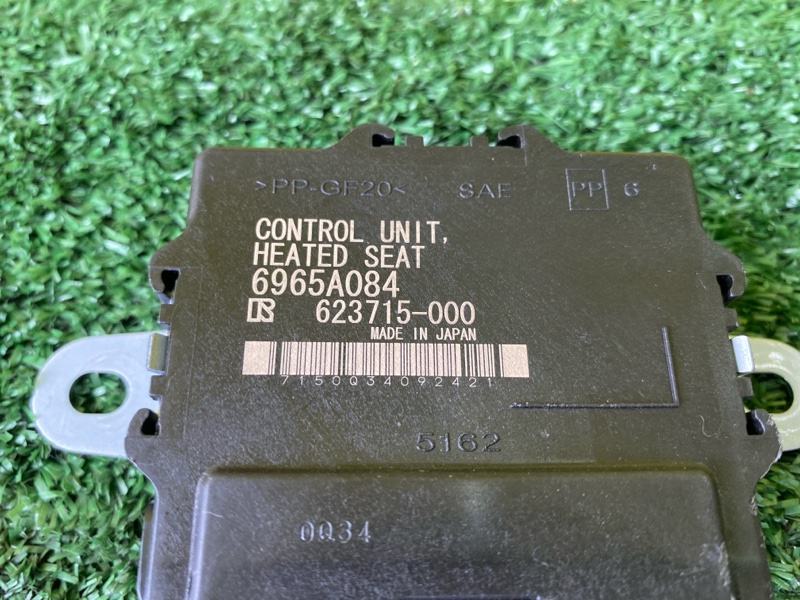 >PP-GF20< SAE PP 6
CONTROL UNIT,
HEATED SEAT
6965A084
623715-000
MADE IN JAPAN
7150Q34092421
5162
0Q34